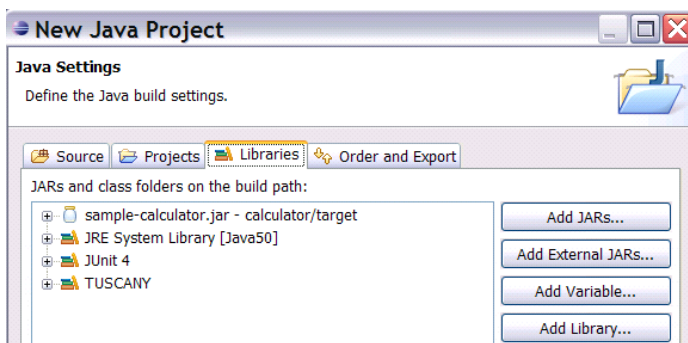 New Java Project
Java Settings
Define the Java build settings.
Source Projects Libraries Order and Export
JARs and class folders on the build path:
sample-calculator.jar - calculator/target
JRE System Library [Java50]
JUnit 4
TUSCANY
Add JARs...
Add External JARs...
Add Variable...
Add Library...